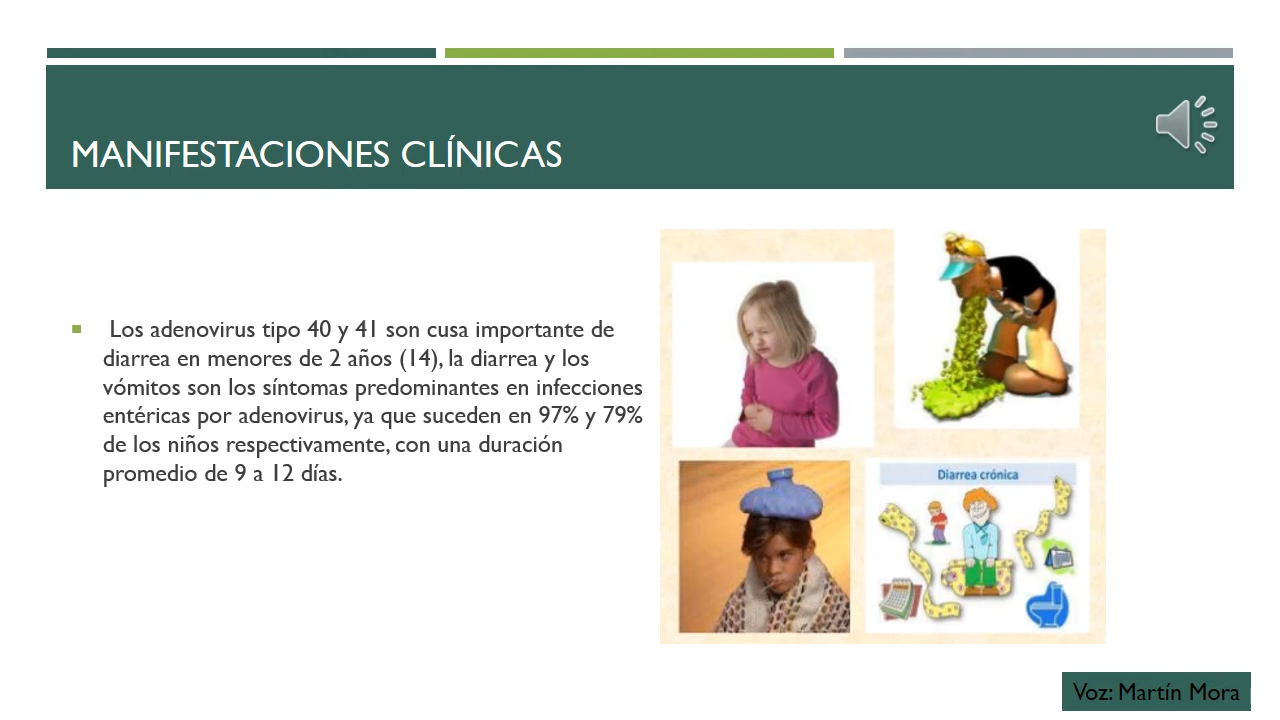 MANIFESTACIONES CLÍNICAS
Los adenovirus tipo 40 y 41 son cusa importante de
diarrea en menores de 2 años (14), la diarrea y los
vómitos son los síntomas predominantes en infecciones
entéricas por adenovirus, ya que suceden en 97% y 79%
de los niños respectivamente, con una duración
promedio de 9 a 12 días.
Diarrea crónica
Voz: Martín Mora